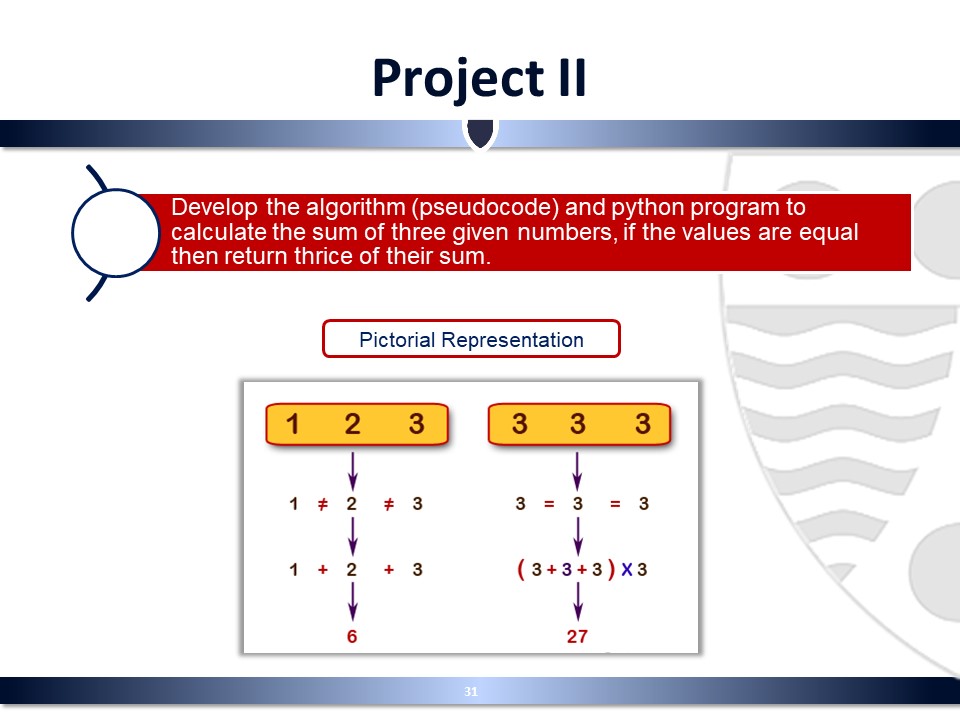 Project II
Develop the algorithm (pseudocode) and python program to
calculate the sum of three given numbers, if the values are equal
then return thrice of their sum.
Pictorial Representation
1 2 3
3 3 3
1 ≠ 2 ≠ 3
3 = 3 = 3
1 + 2 + 3
( 3 + 3 + 3 ) X 3
6
27
31